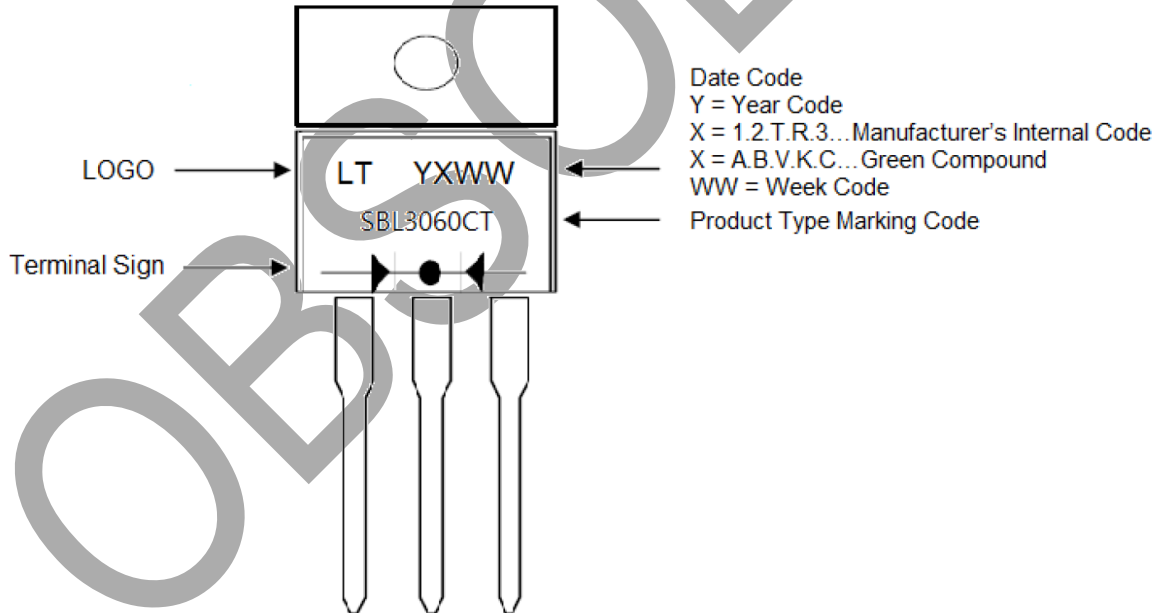 Date Code
Y = Year Code
X = 1.2.T.R.3...Manufacturer's Internal Code
X = A.B.V.K.C...Green Compound
WW = Week Code
LOGO
LT YXWW
SBL3060CT
Product Type Marking Code
Terminal Sign